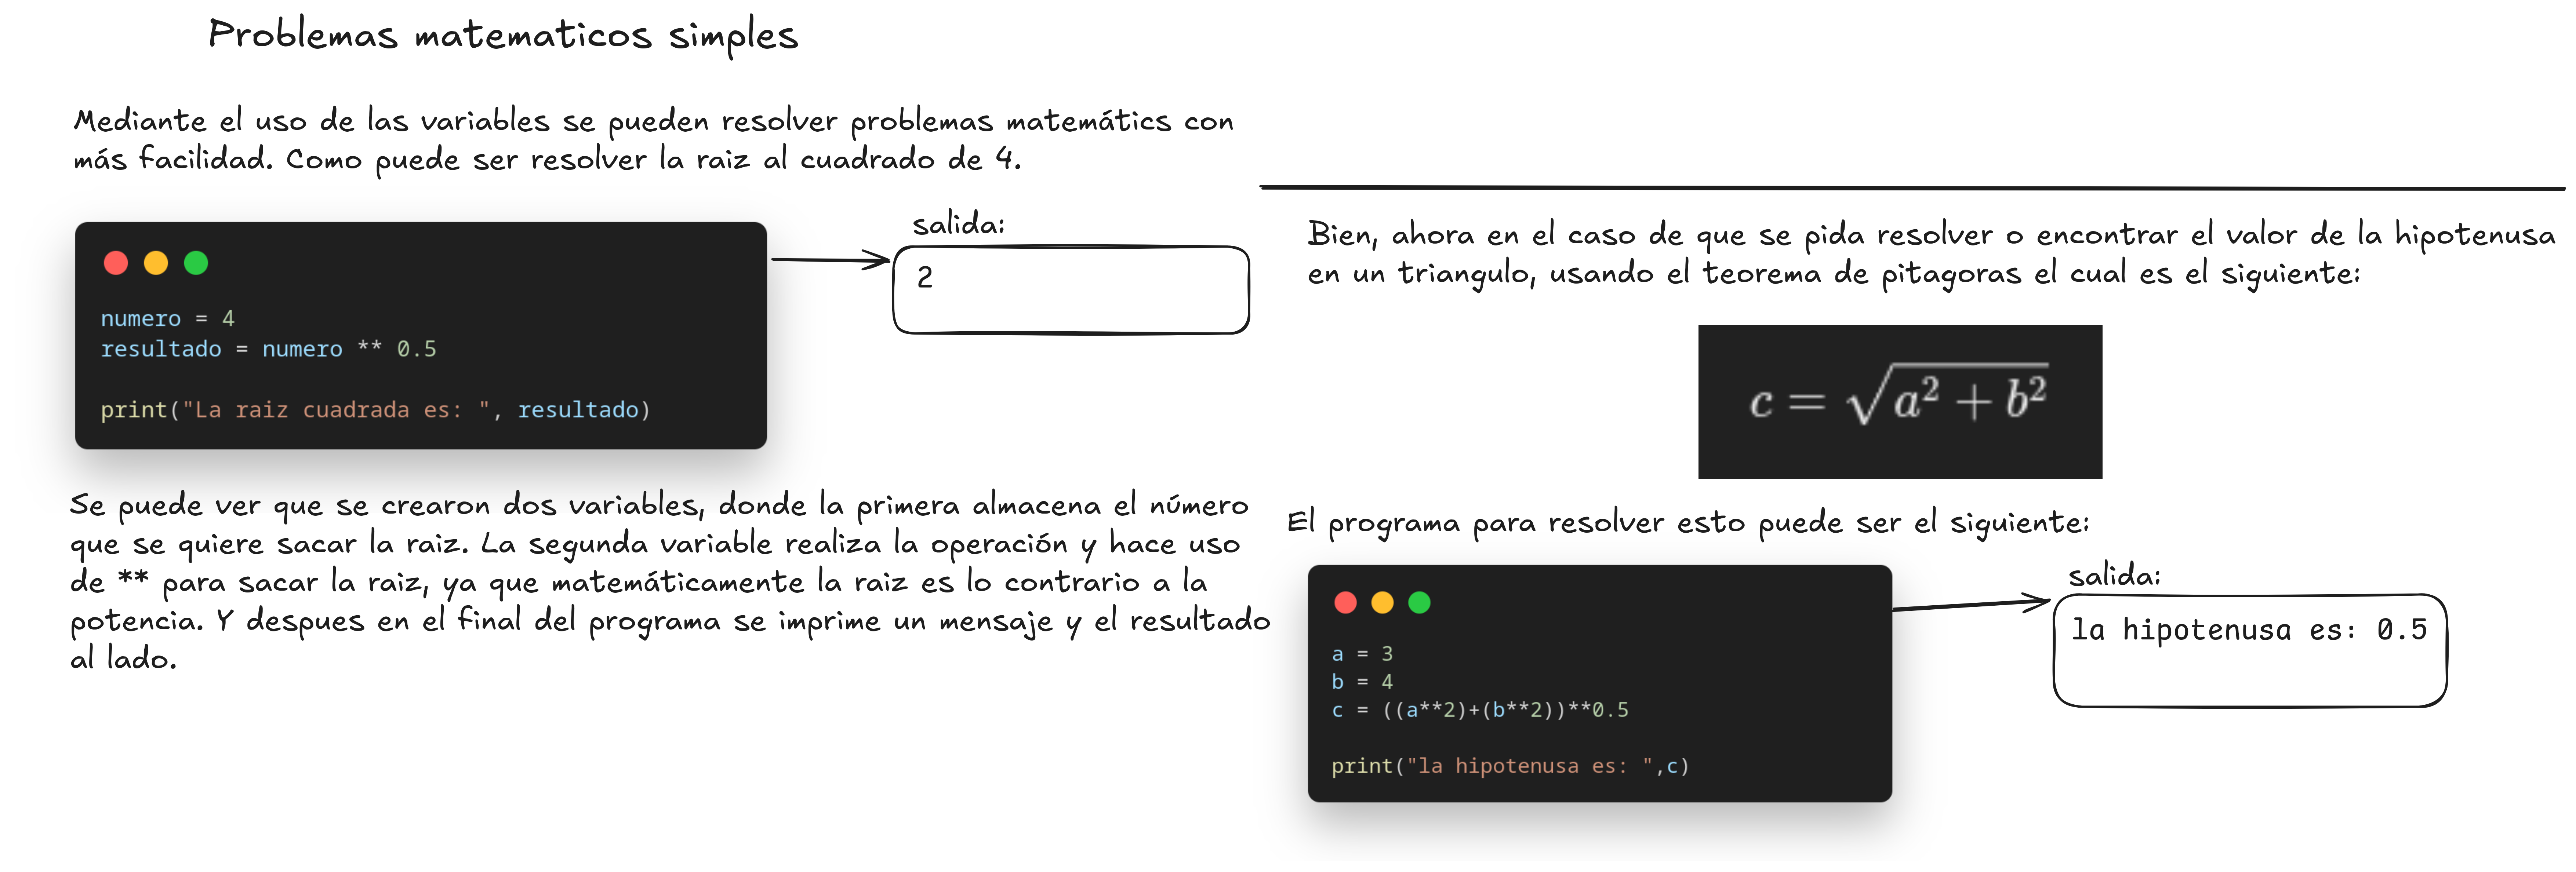 Problemas matematicos simples
Mediante el uso de las variables se pueden resolver problemas matemátics con
más facilidad. Como puede ser resolver la raiz al cuadrado de 4.
numero = 4
resultado = numero ** 0.5
print("La raiz cuadrada es: ", resultado)
salida:
2
Se puede ver que se crearon dos variables, donde la primera almacena el número
que se quiere sacar la raiz. La segunda variable realiza la operación y hace uso
de ** para sacar la raiz, ya que matemáticamente la raiz es lo contrario a la
potencia. Y despues en el final del programa se imprime un mensaje y el resultado
al lado.
Bien, ahora en el caso de que se pida resolver o encontrar el valor de la hipotenusa
en un triangulo, usando el teorema de pitagoras el cual es el siguiente:
c = √a² + b²
El programa para resolver esto puede ser el siguiente:
a = 3
b = 4
c = ((a**2)+(b**2))**0.5
print("la hipotenusa es: ",c)
salida:
la hipotenusa es: 0.5